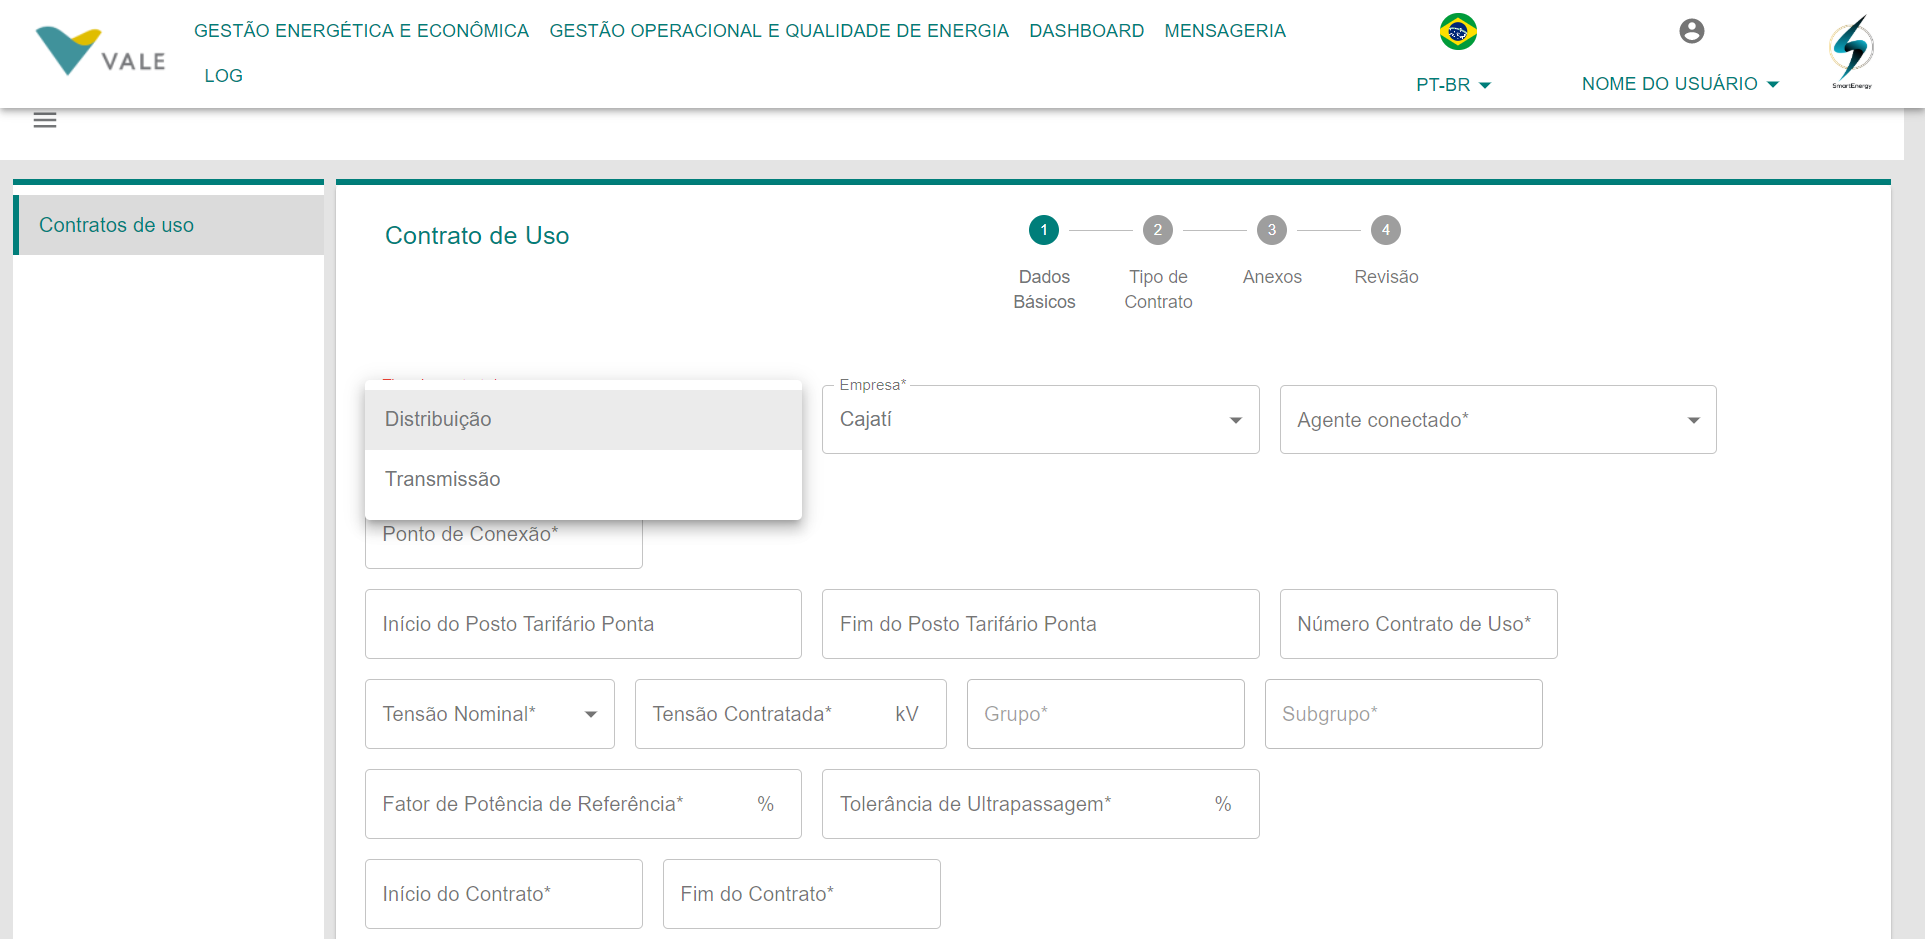 VALE
GESTÃO ENERGÉTICA E ECONÔMICA GESTÃO OPERACIONAL E QUALIDADE DE ENERGIA DASHBOARD MENSAGERIA
LOG
PT-BR
NOME DO USUÁRIO
SmartEnergy
Contratos de uso
Contrato de Uso
1 2 3 4
Dados Básicos
Tipo de Contrato
Anexos
Revisão
Distribuição
Transmissão
Empresa*
Cajatí
Agente conectado*
Ponto de Conexão*
Início do Posto Tarifário Ponta
Fim do Posto Tarifário Ponta
Número Contrato de Uso*
Tensão Nominal*
Tensão Contratada* kV
Grupo*
Subgrupo*
Fator de Potência de Referência* %
Tolerância de Ultrapassagem* %
Início do Contrato*
Fim do Contrato*